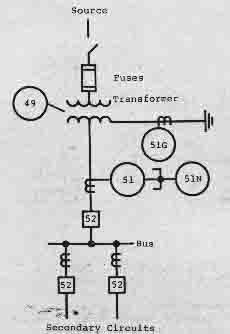 Source
Fuses
49
Transformer
51G
51
51N
52
Bus
52
52
Secondary Circuits